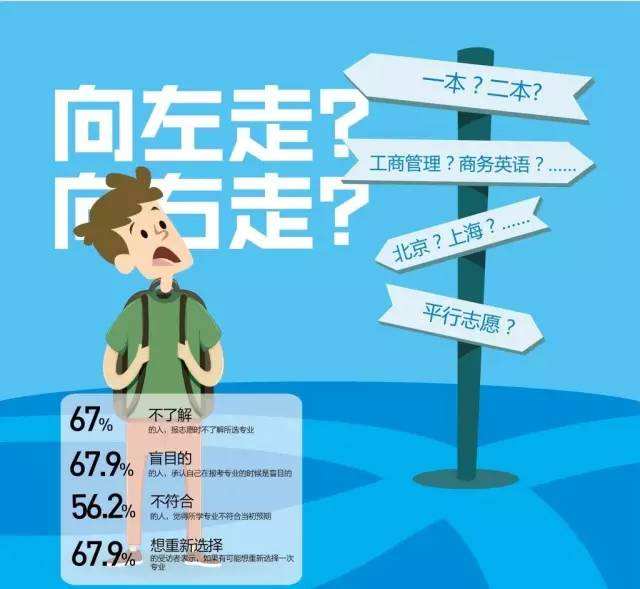 向左走?
向右走?
一本？二本?
工商管理？商务英语？......
北京？上海？......
平行志愿？
67% 不了解
的人，报志愿时不了解所选专业
67.9% 盲目的
的人，承认自己在报考专业的时候是盲目的
56.2% 不符合
的人，觉得所学专业不符合当初预期
67.9% 想重新选择
的受访者表示，如果有可能想重新选择一次
专业